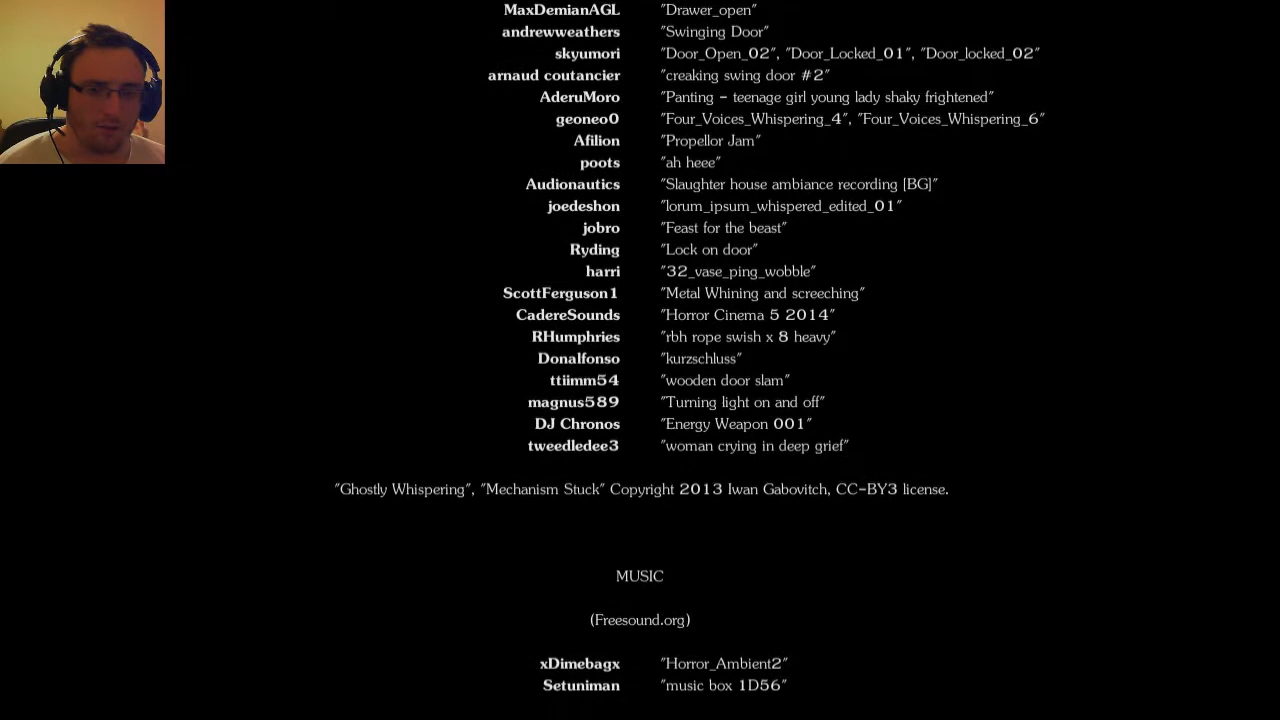 MaxDemianAGL "Drawer_open"
andrewweathers "Swinging Door"
skyumori "Door_Open_02", "Door_Locked_01", "Door_locked_02"
arnaud coutancier "creaking swing door #2"
AderuMoro "Panting - teenage girl young lady shaky frightened"
geoneo0 "Four_Voices_Whispering_4", "Four_Voices_Whispering_6"
Afilion "Propellor Jam"
poots "ah heee"
Audionautics "Slaughter house ambiance recording [BG]"
joedeshon "lorum_ipsum_whispered_edited_01"
jobro "Feast for the beast"
Ryding "Lock on door"
harri "32_vase_ping_wobble"
ScottFerguson1 "Metal Whining and screeching"
CadereSounds "Horror Cinema 5 2014"
RHumphries "rbh rope swish x 8 heavy"
Donalfonso "kurzschluss"
ttiimm54 "wooden door slam"
magnus589 "Turning light on and off"
DJ Chronos "Energy Weapon 001"
tweedledee3 "woman crying in deep grief"
"Ghostly Whispering", "Mechanism Stuck" Copyright 2013 Iwan Gabovitch, CC-BY3 license.
MUSIC
(Freesound.org)
xDimebagx "Horror_Ambient2"
Setuniman "music box 1D56"